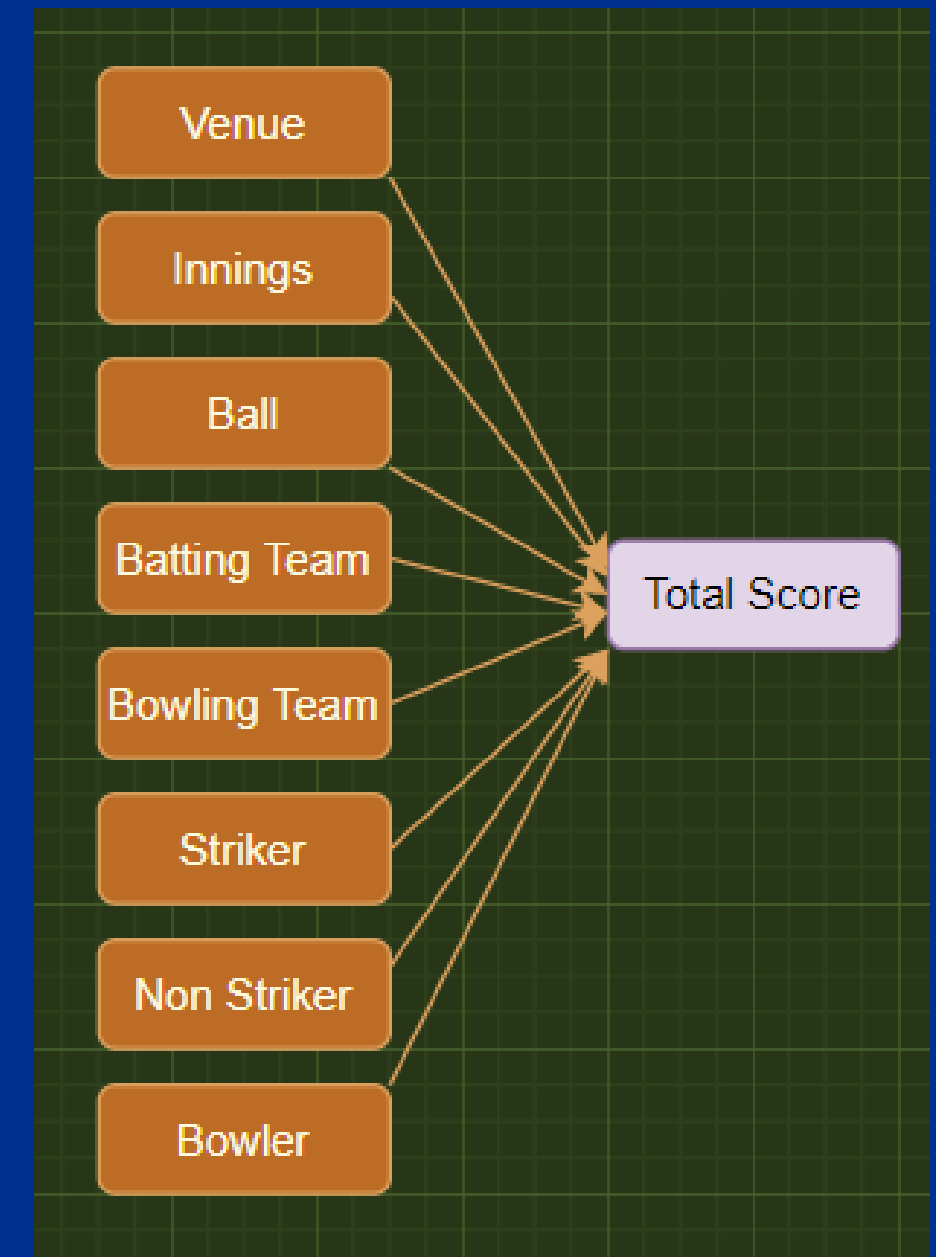 Venue
Innings
Ball
Batting Team
Bowling Team
Striker
Non Striker
Bowler
Total Score